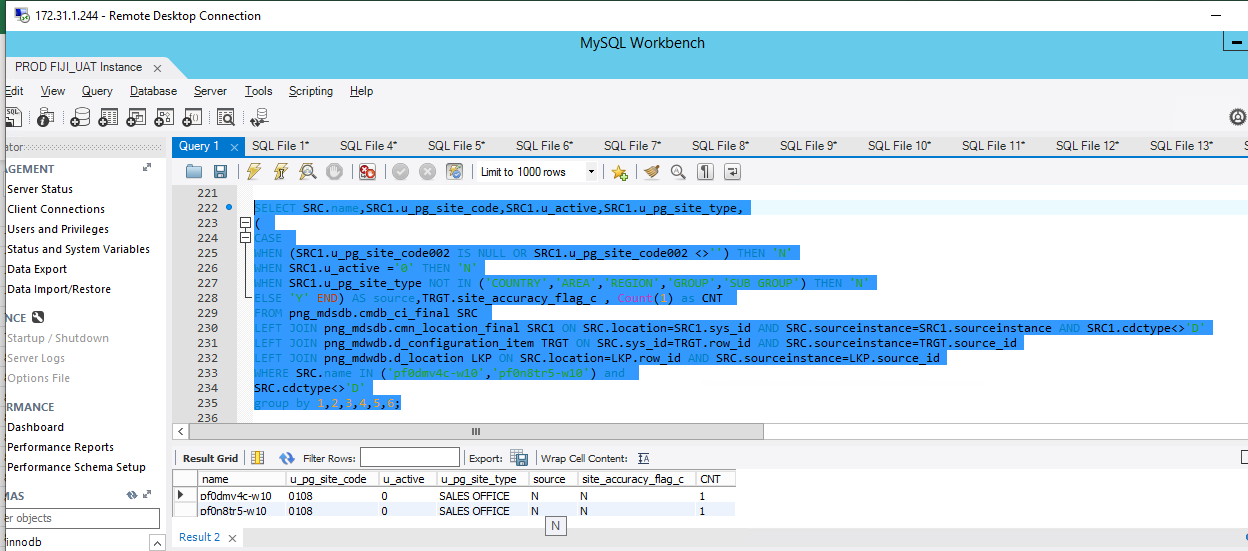 172.31.1.244 - Remote Desktop Connection
MySQL Workbench
PROD FIJI_UAT Instance
Edit View Query Database Server Tools Scripting Help
ator
AGEMENT
Server Status
Client Connections
Users and Privileges
Status and System Variables
Data Export
Data Import/Restore
NCE
Startup / Shutdown
Server Logs
Options File
RMANCE
Dashboard
Performance Reports
Performance Schema Setup
MAS
er objects
innodb
Query 1 SQL File 1* SQL File 4* SQL File 5* SQL File 6* SQL File 7* SQL File 8* SQL File 9* SQL File 10* SQL File 11* SQL File 12* SQL File 13*
Limit to 1000 rows
221
222 SELECT SRC.name,SRC1.u_pg_site_code,SRC1.u_active,SRC1.u_pg_site_type,
223 (
224 CASE
225 WHEN (SRC1.u_pg_site_code002 IS NULL OR SRC1.u_pg_site_code002 <>'') THEN 'N'
226 WHEN SRC1.u_active ='0' THEN 'N'
227 WHEN SRC1.u_pg_site_type NOT IN ('COUNTRY','AREA','REGION','GROUP','SUB GROUP') THEN 'N'
228 ELSE 'Y' END) AS source,TRGT.site_accuracy_flag_c , Count(1) as CNT
229 FROM png_mdsdb.cmdb_ci_final SRC
230 LEFT JOIN png_mdsdb.cmn_location_final SRC1 ON SRC.location=SRC1.sys_id AND SRC.sourceinstance=SRC1.sourceinstance AND SRC1.cdctype<>'D'
231 LEFT JOIN png_mdwdb.d_configuration_item TRGT ON SRC.sys_id=TRGT.row_id AND SRC.sourceinstance=TRGT.source_id
232 LEFT JOIN png_mdwdb.d_location LKP ON SRC.location=LKP.row_id AND SRC.sourceinstance=LKP.source_id
233 WHERE SRC.name IN ('pf0dmv4c-w10','pf0n8tr5-w10') and
234 SRC.cdctype<>'D'
235 group by 1,2,3,4,5,6;
236
Result Grid Filter Rows: Export: Wrap Cell Content:
name u_pg_site_code u_active u_pg_site_type source site_accuracy_flag_c CNT
pf0dmv4c-w10 0108 0 SALES OFFICE N N 1
pf0n8tr5-w10 0108 0 SALES OFFICE N N 1
N
Result 2